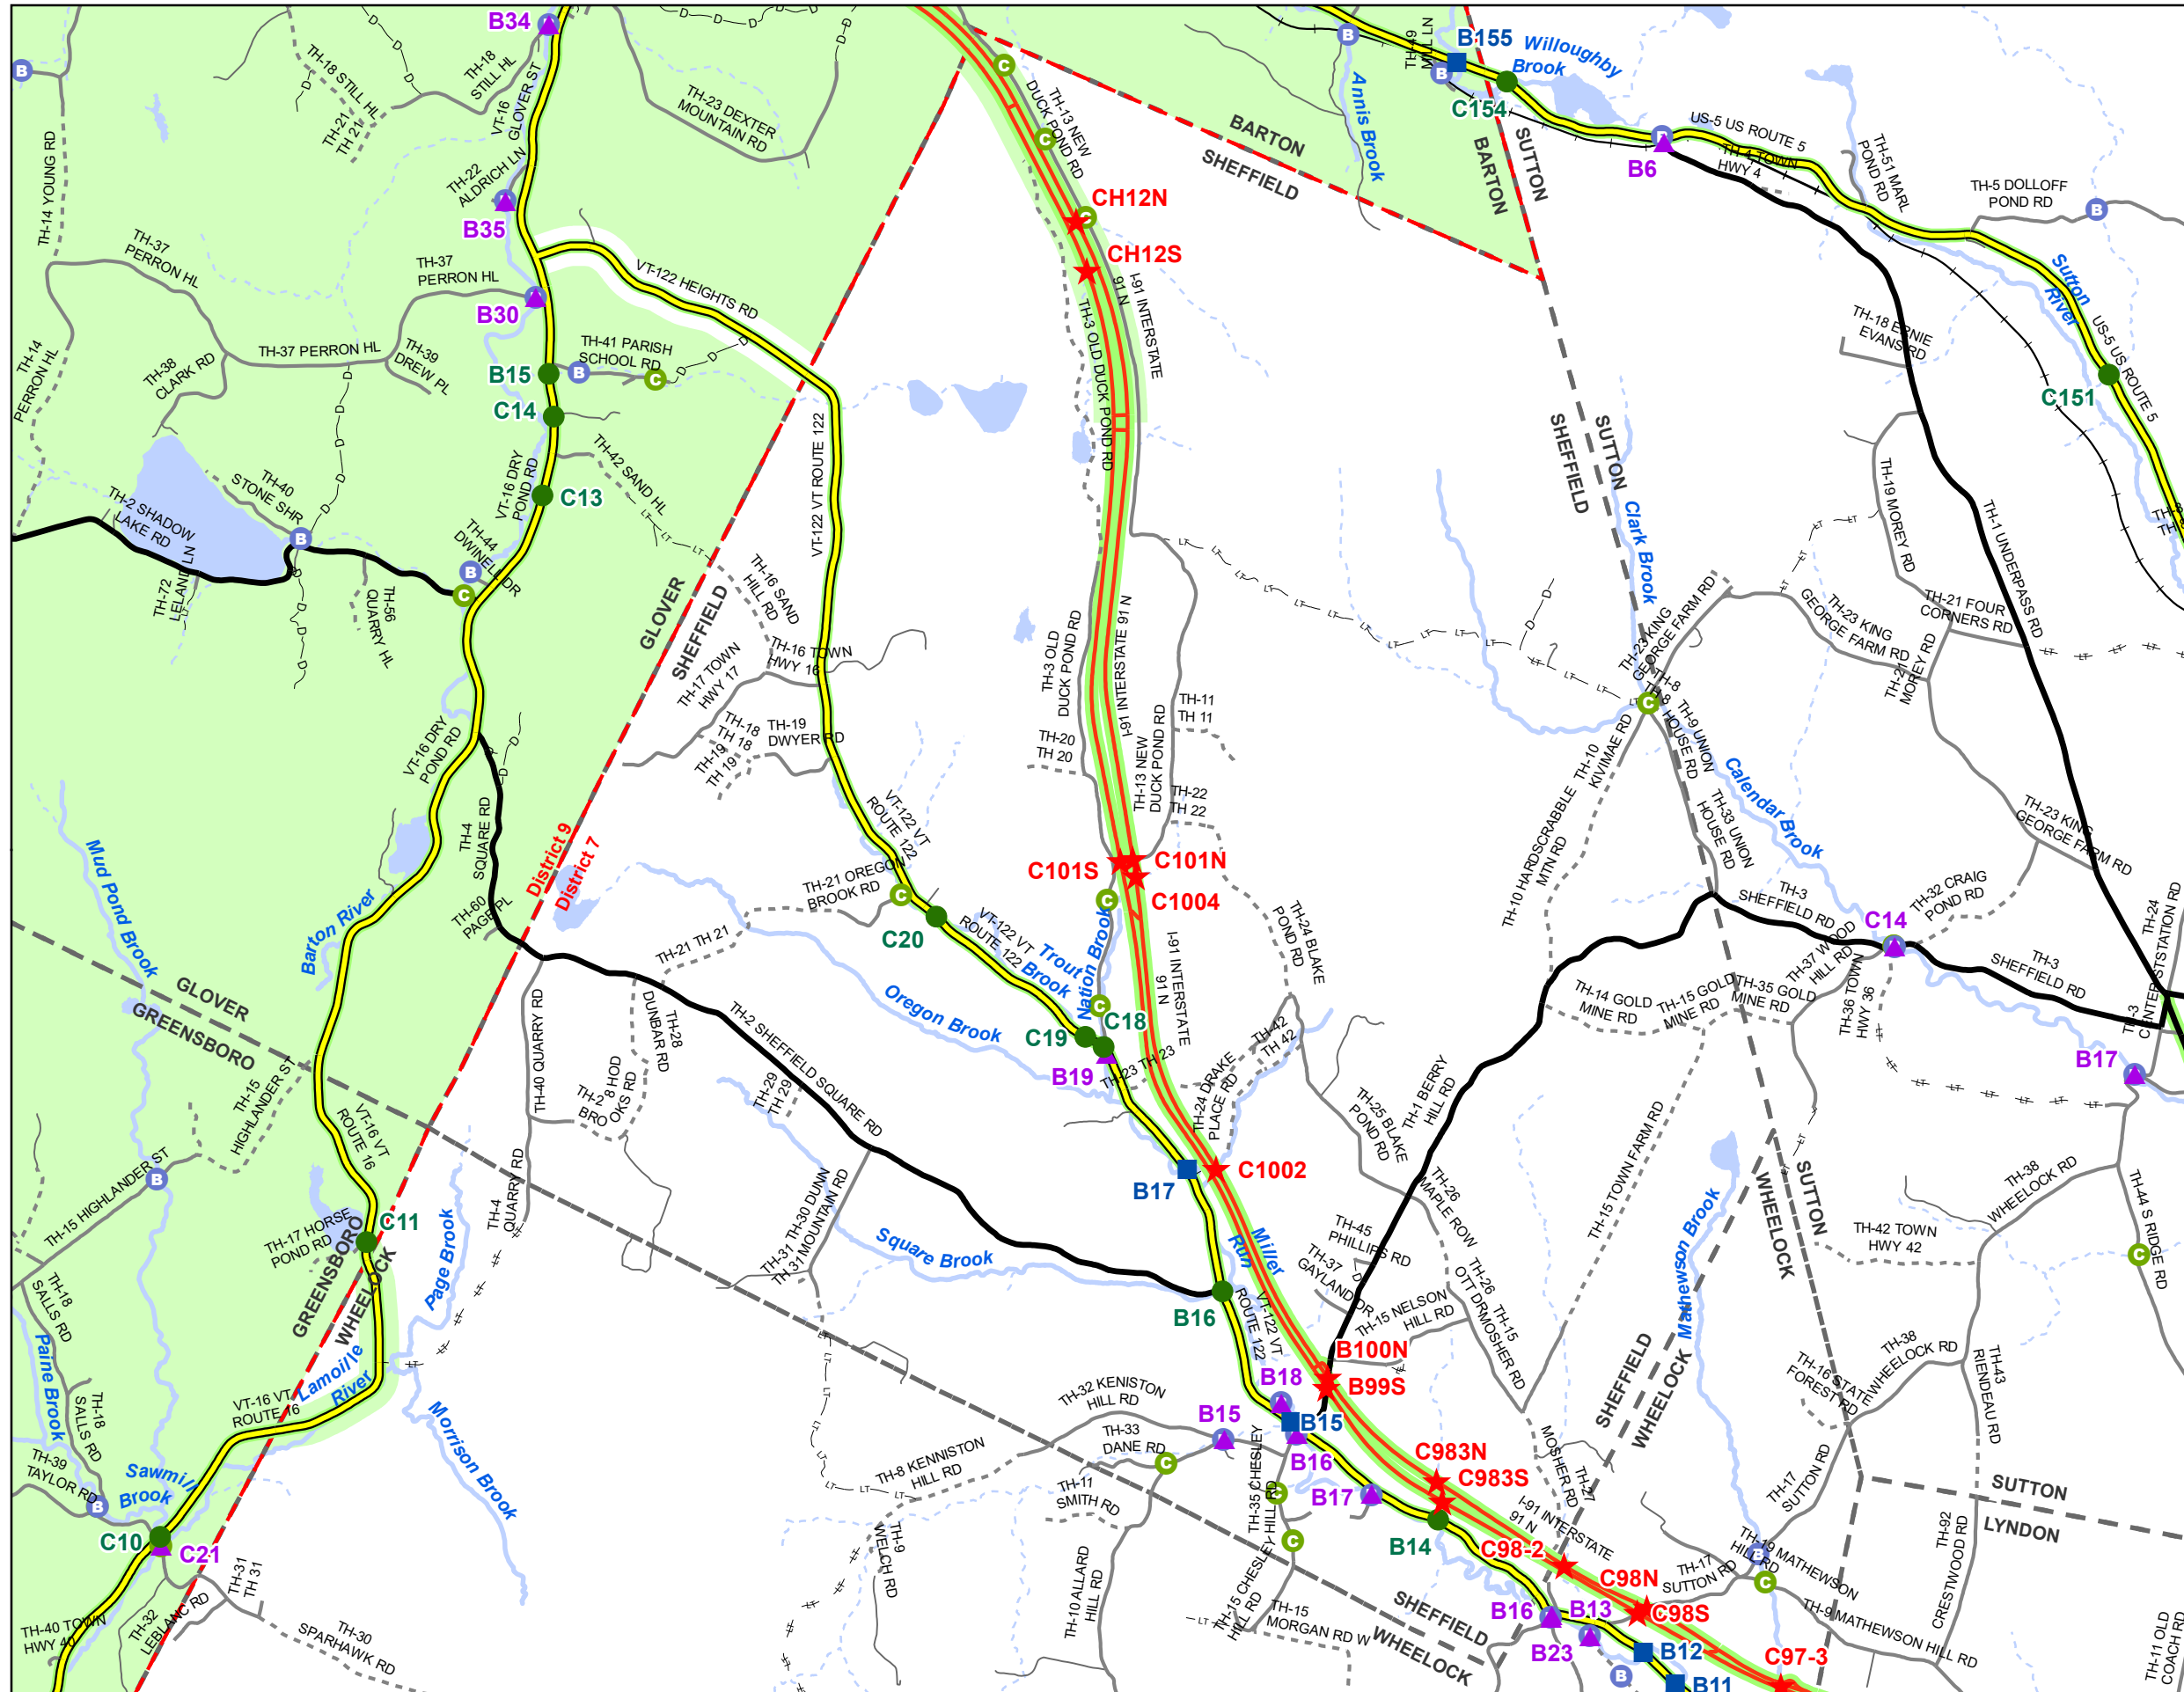 B34
TH-18
STILL HL
TH-18 STILL HL
TH-21
TH 21
VT-16
GLOVER ST
TH-23 DEXTER
MOUNTAIN RD
TH-14 YOUNG RD
TH-22
ALDRICH LN
B35
TH-37
PERRON HL
TH-37
PERRON HL
B30
VT-122 HEIGHTS RD
TH-41 PARISH
SCHOOL RD
TH-37 PERRON HL
TH-39
DREW PL
TH-38
CLARK RD
TH-14
PERRON HL
B15
C14
C13
VT-16 DRY
POND RD
TH-42 SAND HL
TH-40
STONE SHR
TH-2 SHADOW
LAKE RD
TH-72
LELAND LN
TH-44
DWINELL DR
TH-56
QUARRY HL
GLOVER
SHEFFIELD
VT-122 VT ROUTE 122
TH-16 SAND
HILL RD
TH-16 TOWN
HWY 16
TH-17 TOWN
HWY 17
TH-18
TH 18
TH-19
TH 19
TH-19
DWYER RD
VT-16 DRY
POND RD
TH-4
SQUARE RD
TH-60
PAGE PL
District 9
District 7
Mud Pond Brook
Barton River
GLOVER
GREENSBORO
TH-15
HIGHLANDER ST
TH-15 HIGHLANDER ST
VT-16 VT
ROUTE 16
TH-17 HORSE
POND RD
C11
GREENSBORO
WHEELOCK
Page Brook
TH-4
QUARRY RD
TH-40 QUARRY RD
TH-18
SALLS RD
TH-18
SALLS RD
Paine Brook
Lamoille
River
VT-16 VT
ROUTE 16
Morrison Brook
TH-39
TAYLOR RD
Sawmill
Brook
C10
C21
TH-31
TH 31
TH-40 TOWN
HWY 40
TH-32
LEBLANC RD
TH-30
SPARHAWK RD
BARTON
SHEFFIELD
TH-13 NEW
DUCK POND RD
CH12N
CH12S
I-91 INTERSTATE
91 N
TH-3 OLD DUCK POND RD
Annis Brook
TH-49
MILL LN
B155
Willoughby
Brook
C154
BARTON
SUTTON
B6
US-5 US ROUTE 5
TH-4 TOWN
HWY 4
TH-51 MARL
POND RD
TH-5 DOLLOFF
POND RD
Sutton
River
US-5 US ROUTE 5
C151
TH-18 ERNIE
EVANS RD
SUTTON
SHEFFIELD
Clark Brook
TH-19 MOREY RD
TH-1 UNDERPASS RD
TH-21 FOUR
CORNERS RD
TH-23 KING
GEORGE FARM RD
TH-23 KING
GEORGE FARM RD
TH-21
MOREY RD
TH-8
TH-8
HOUSE RD
TH-9 UNION
HOUSE RD
TH-10
KIVIMAE RD
TH-33 UNION
HOUSE RD
Calendar Brook
TH-23 KING
GEORGE FARM RD
TH-10 HARDSCRABBLE
MTN RD
TH-3
SHEFFIELD RD
TH-32 CRAIG
POND RD
C14
TH-3
SHEFFIELD RD
TH-24
STATION RD
TH-3
CENTER ST
TH-37 WOOD
HILL RD
TH-36 TOWN
HWY 36
TH-14 GOLD
MINE RD
TH-15 GOLD
MINE RD
TH-35 GOLD
MINE RD
B17
TH-3 OLD
DUCK POND RD
I-91 INTERSTATE 91 N
TH-20
TH 20
TH-11
TH 11
TH-13 NEW
DUCK POND RD
TH-22
TH 22
VT-122 VT
ROUTE 122
TH-21 OREGON
BROOK RD
C20
TH-21 TH 21
VT-122 VT
ROUTE 122
C101S
C101N
C1004
Trout
Brook
Nation Brook
I-91 INTERSTATE
91 N
TH-24 BLAKE
POND RD
Oregon Brook
C18
C19
B19
TH-23 TH 23
TH-42
TH 42
TH-24 DRAKE
PLACE RD
TH-28
DUNBAR RD
TH-2 SHEFFIELD SQUARE RD
TH-2 8 HOD
BRO OKS RD
TH-29
TH 29
TH-30 DUNN
MOUNTAIN RD
TH-31
TH 31
B17
C1002
TH-25 BLAKE
POND RD
TH-1 BERRY
HILL RD
TH-26
MAPLE ROW
Square Brook
Miller
Run
TH-45
PHILLIPS RD
TH-37
GAYLAND DR
TH-15 NELSON
HILL RD
TH-26
OTT DR
TH-15
MOSHER RD
TH-15 TOWN FARM RD
B16
VT-122 VT
ROUTE 122
B100N
B99S
B18
B15
B16
B15
TH-32 KENISTON
HILL RD
TH-33
DANE RD
TH-8 KENNISTON
HILL RD
TH-11
SMITH RD
TH-35 CHESLEY
HILL RD
B17
C983N
C983S
B14
I-91 INTERSTATE
91 N
TH-27
MOSHER RD
C98-2
C98N
C98S
TH-9
WELCH RD
TH-10 ALLARD
HILL RD
TH-15 CHESLEY
HILL RD
TH-15
MORGAN RD W
SHEFFIELD
WHEELOCK
B16
B13
B23
B12
B11
C97-3
Mathewson Brook
WHEELOCK
SUTTON
SHEFFIELD
WHEELOCK
TH-38
WHEELOCK RD
TH-42 TOWN
HWY 42
TH-44 S RIDGE RD
TH-38
WHEELOCK RD
TH-16 STATE
FOREST RD
TH-43
RIENDEAU RD
TH-17
SUTTON RD
TH-17
SUTTON RD
SUTTON
LYNDON
TH-19 MATHEWSON
HILL RD
TH-9 MATHEWSON HILL RD
TH-92
CRESTWOOD RD
TH-11 OLD
COACH RD